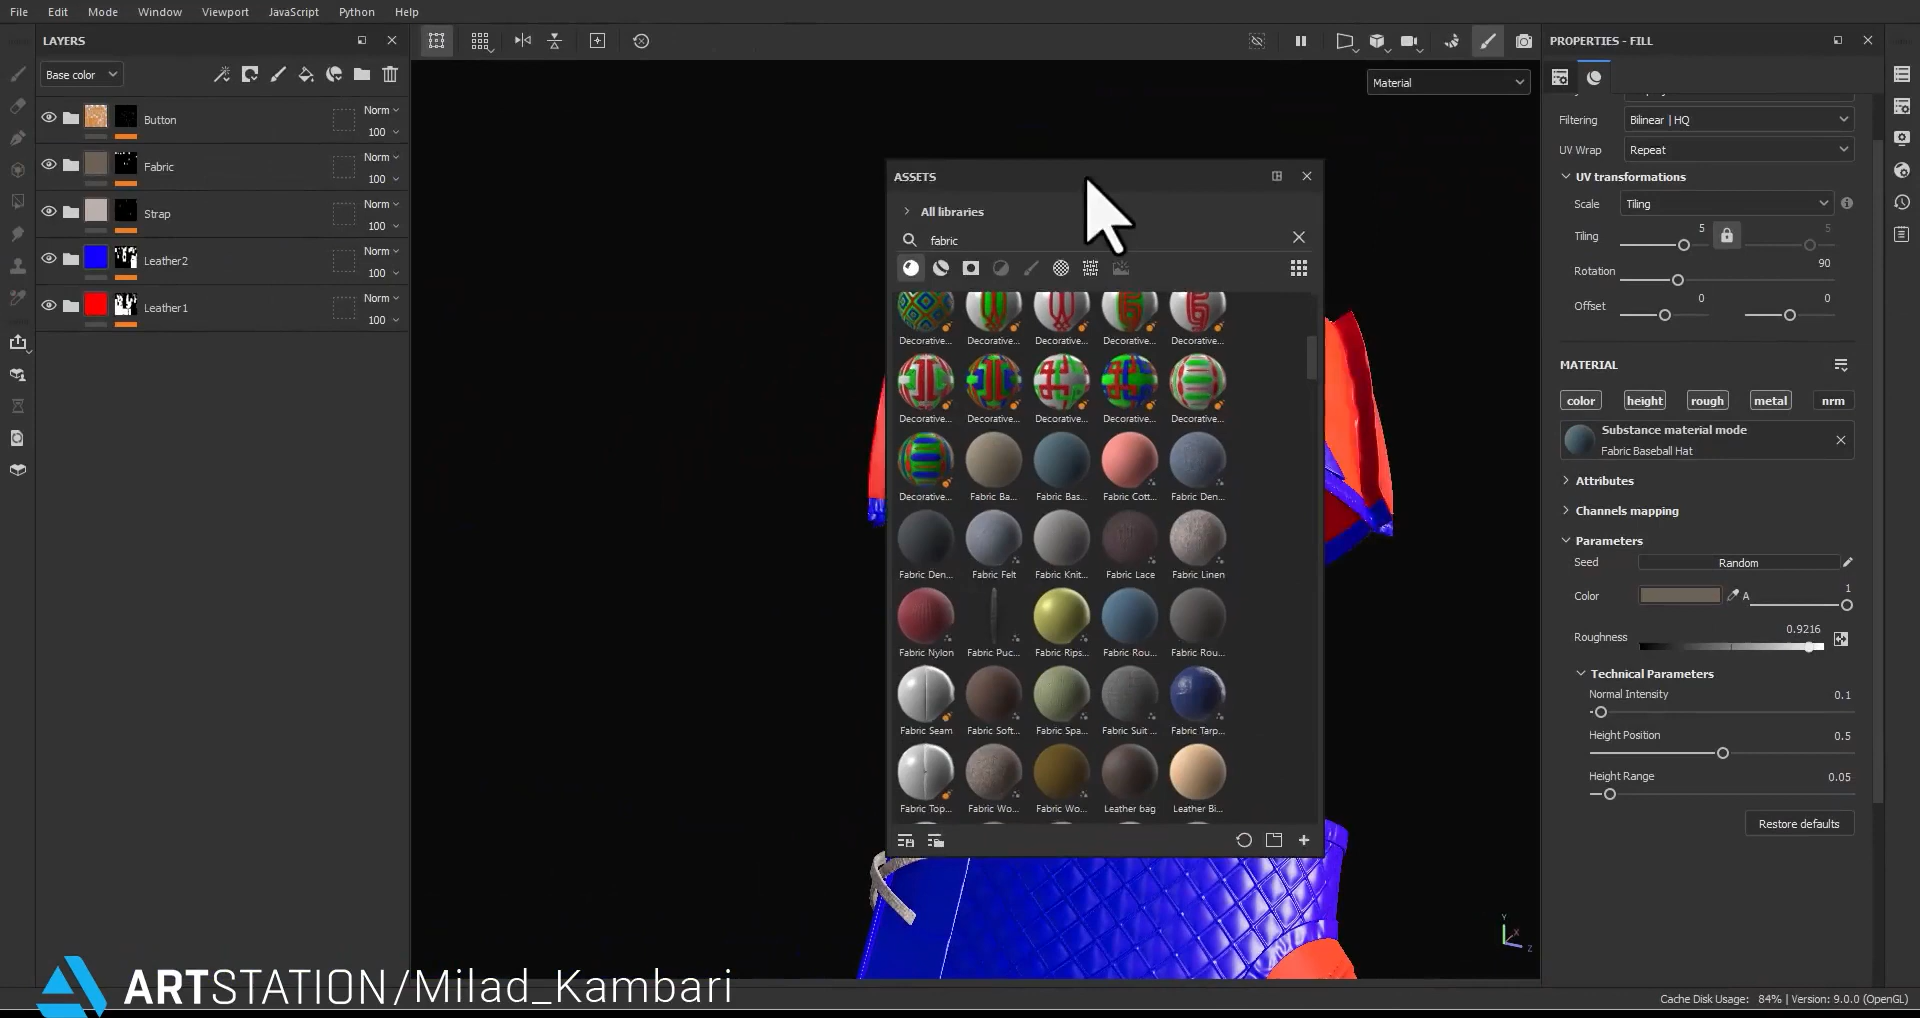 File Edit Mode Window Viewport JavaScript Python Help
LAYERS
Base color
Button Norm 100
Fabric Norm 100
Strap Norm 100
Leather2 Norm 100
Leather1 Norm 100
Material
ASSETS
All libraries
fabric
Decorative... Decorative... Decorative... Decorative... Decorative...
Decorative... Decorative... Decorative... Decorative... Decorative...
Decorative... Fabric Ba... Fabric Bas... Fabric Cott... Fabric Den...
Fabric Den... Fabric Felt Fabric Knit... Fabric Lace Fabric Linen
Fabric Nylon Fabric Puc... Fabric Rips... Fabric Rou... Fabric Rou...
Fabric Seam Fabric Soft... Fabric Spa... Fabric Suit ... Fabric Tarp...
Fabric Top... Fabric Wo... Fabric Wo... Leather bag Leather Bi...
Y
X
Z
PROPERTIES - FILL
Filtering Bilinear | HQ
UV Wrap Repeat
UV transformations
Scale Tiling
Tiling 5 5
Rotation 90
Offset 0 0
MATERIAL
color height rough metal nrm
Substance material mode
Fabric Baseball Hat
Attributes
Channels mapping
Parameters
Seed Random
Color A 1
Roughness 0.9216
Technical Parameters
Normal Intensity 0.1
Height Position 0.5
Height Range 0.05
Restore defaults
ARTSTATION/Milad_Kambari
Cache Disk Usage: 84% | Version: 9.0.0 (OpenGL)